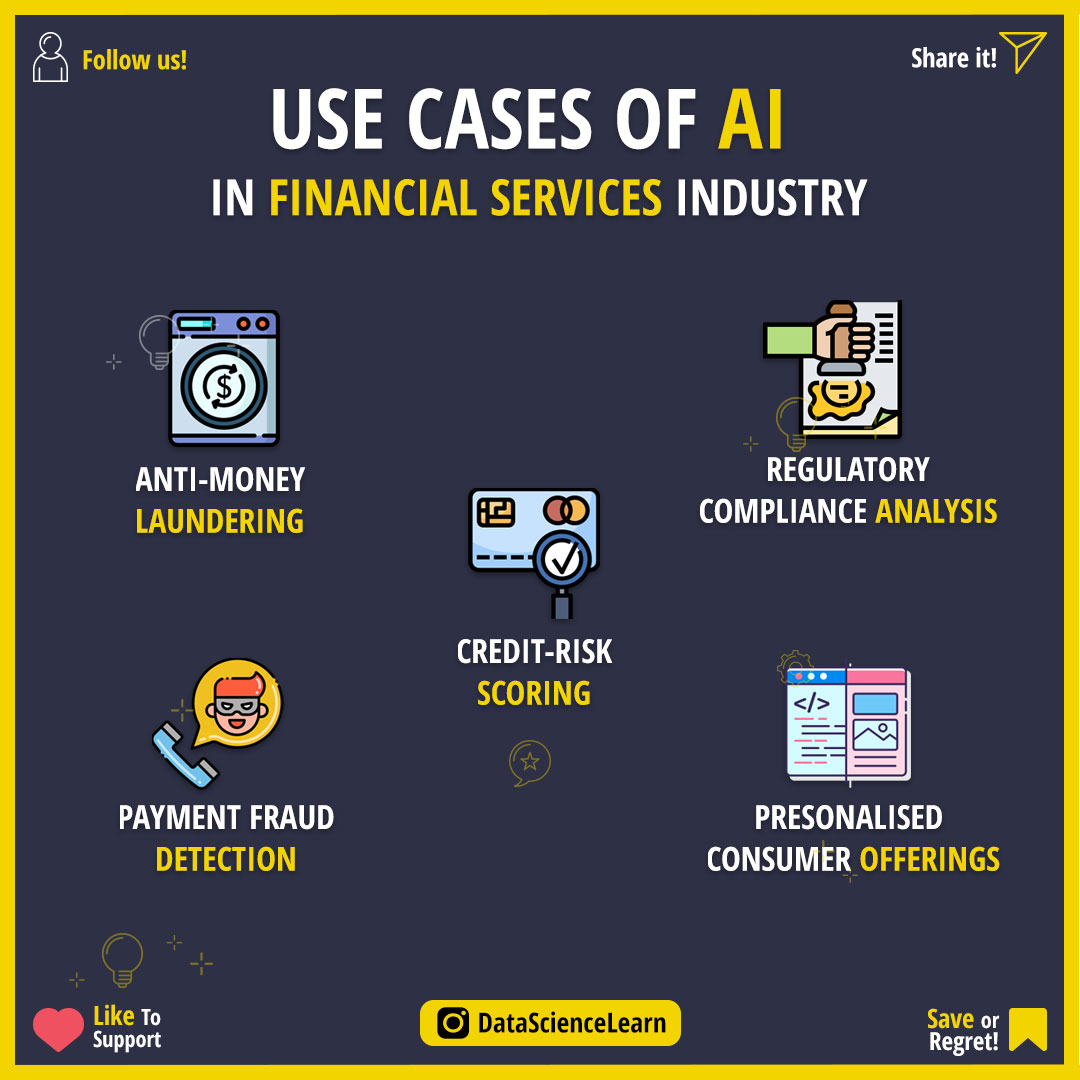 Follow us!
Share it!
USE CASES OF AI
IN FINANCIAL SERVICES INDUSTRY
ANTI-MONEY
LAUNDERING
REGULATORY
COMPLIANCE ANALYSIS
CREDIT-RISK
SCORING
PAYMENT FRAUD
DETECTION
PRESONALISED
CONSUMER OFFERINGS
Like To
Support
DataScienceLearn
Save or
Regret!